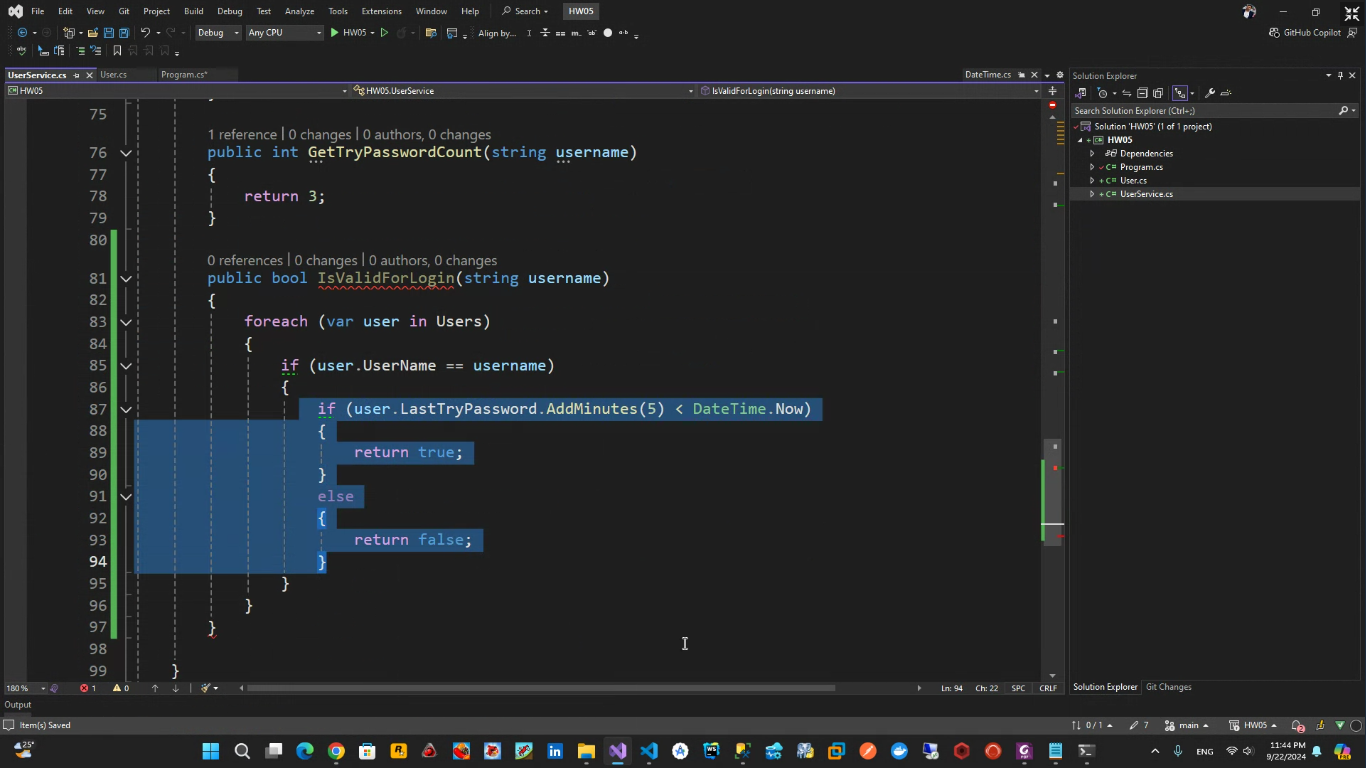 File Edit View Git Project Build Debug Test Analyze Tools Extensions Window Help Search HW05
Debug Any CPU HW05 Align by... GitHub Copilot
UserService.cs User.cs Program.cs* DateTime.cs
HW05 HW05.UserService IsValidForLogin(string username)
Solution Explorer
Search Solution Explorer (Ctrl+;)
Solution 'HW05' (1 of 1 project)
HW05
Dependencies
C# Program.cs
C# User.cs
C# UserService.cs
75
1 reference | 0 changes | 0 authors, 0 changes
76 public int GetTryPasswordCount(string username)
77 {
78 return 3;
79 }
80
0 references | 0 changes | 0 authors, 0 changes
81 public bool IsValidForLogin(string username)
82 {
83 foreach (var user in Users)
84 {
85 if (user.UserName == username)
86 {
87 if (user.LastTryPassword.AddMinutes(5) < DateTime.Now)
88 {
89 return true;
90 }
91 else
92 {
93 return false;
94 }
95 }
96 }
97 }
98
99 }
180 % 1 0 Ln: 94 Ch: 22 SPC CRLF
Solution Explorer Git Changes
Output
Item(s) Saved 0 / 1 7 main HW05 2
25° ENG 11:44 PM
9/22/2024